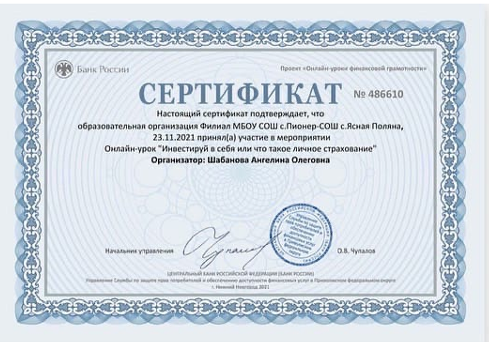 Банк России
Проект «Онлайн-уроки финансовой грамотности»
СЕРТИФИКАТ № 486610
Настоящий сертификат подтверждает, что
образовательная организация Филиал МБОУ СОШ с.Пионер-СОШ с.Ясная Поляна,
23.11.2021 принял(а) участие в мероприятии
Онлайн-урок "Инвестируй в себя или что такое личное страхование"
Организатор: Шабанова Ангелина Олеговна
Начальник управления
О.В. Чупалов
ЦЕНТРАЛЬНЫЙ БАНК РОССИЙСКОЙ ФЕДЕРАЦИИ (БАНК РОССИИ)
Управление Службы по защите прав потребителей и обеспечению доступности финансовых услуг в Приволжском федеральном округе
г. Нижний Новгород 2021